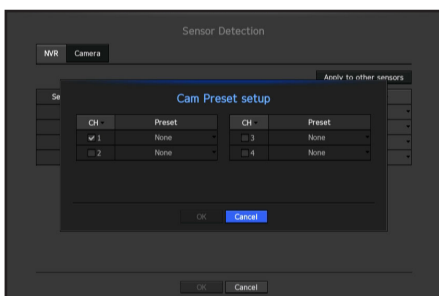 Sensor Detection
NVR Camera
Apply to other sensors
Se
Cam Preset setup
CH Preset CH Preset
1 None 3 None
2 None 4 None
OK Cancel
OK Cancel